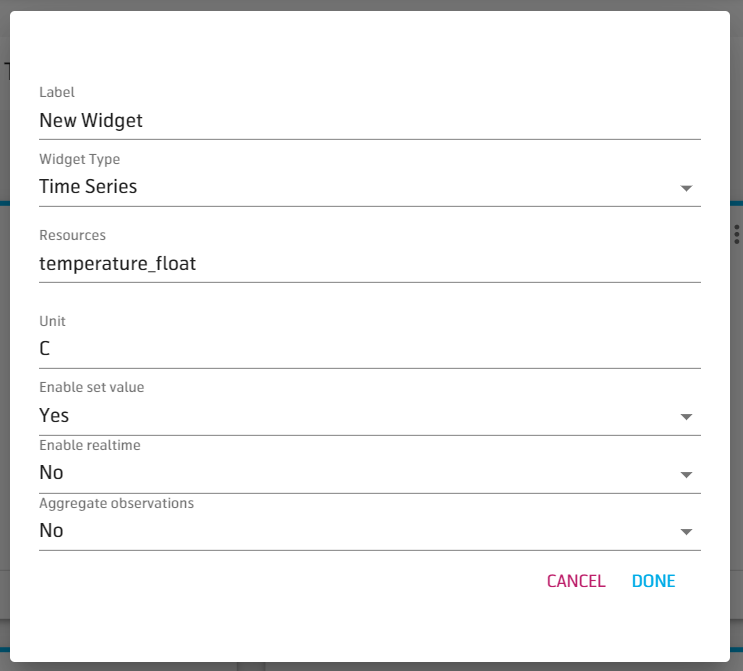 Label
New Widget
Widget Type
Time Series
Resources
temperature_float
Unit
C
Enable set value
Yes
Enable realtime
No
Aggregate observations
No
CANCEL DONE